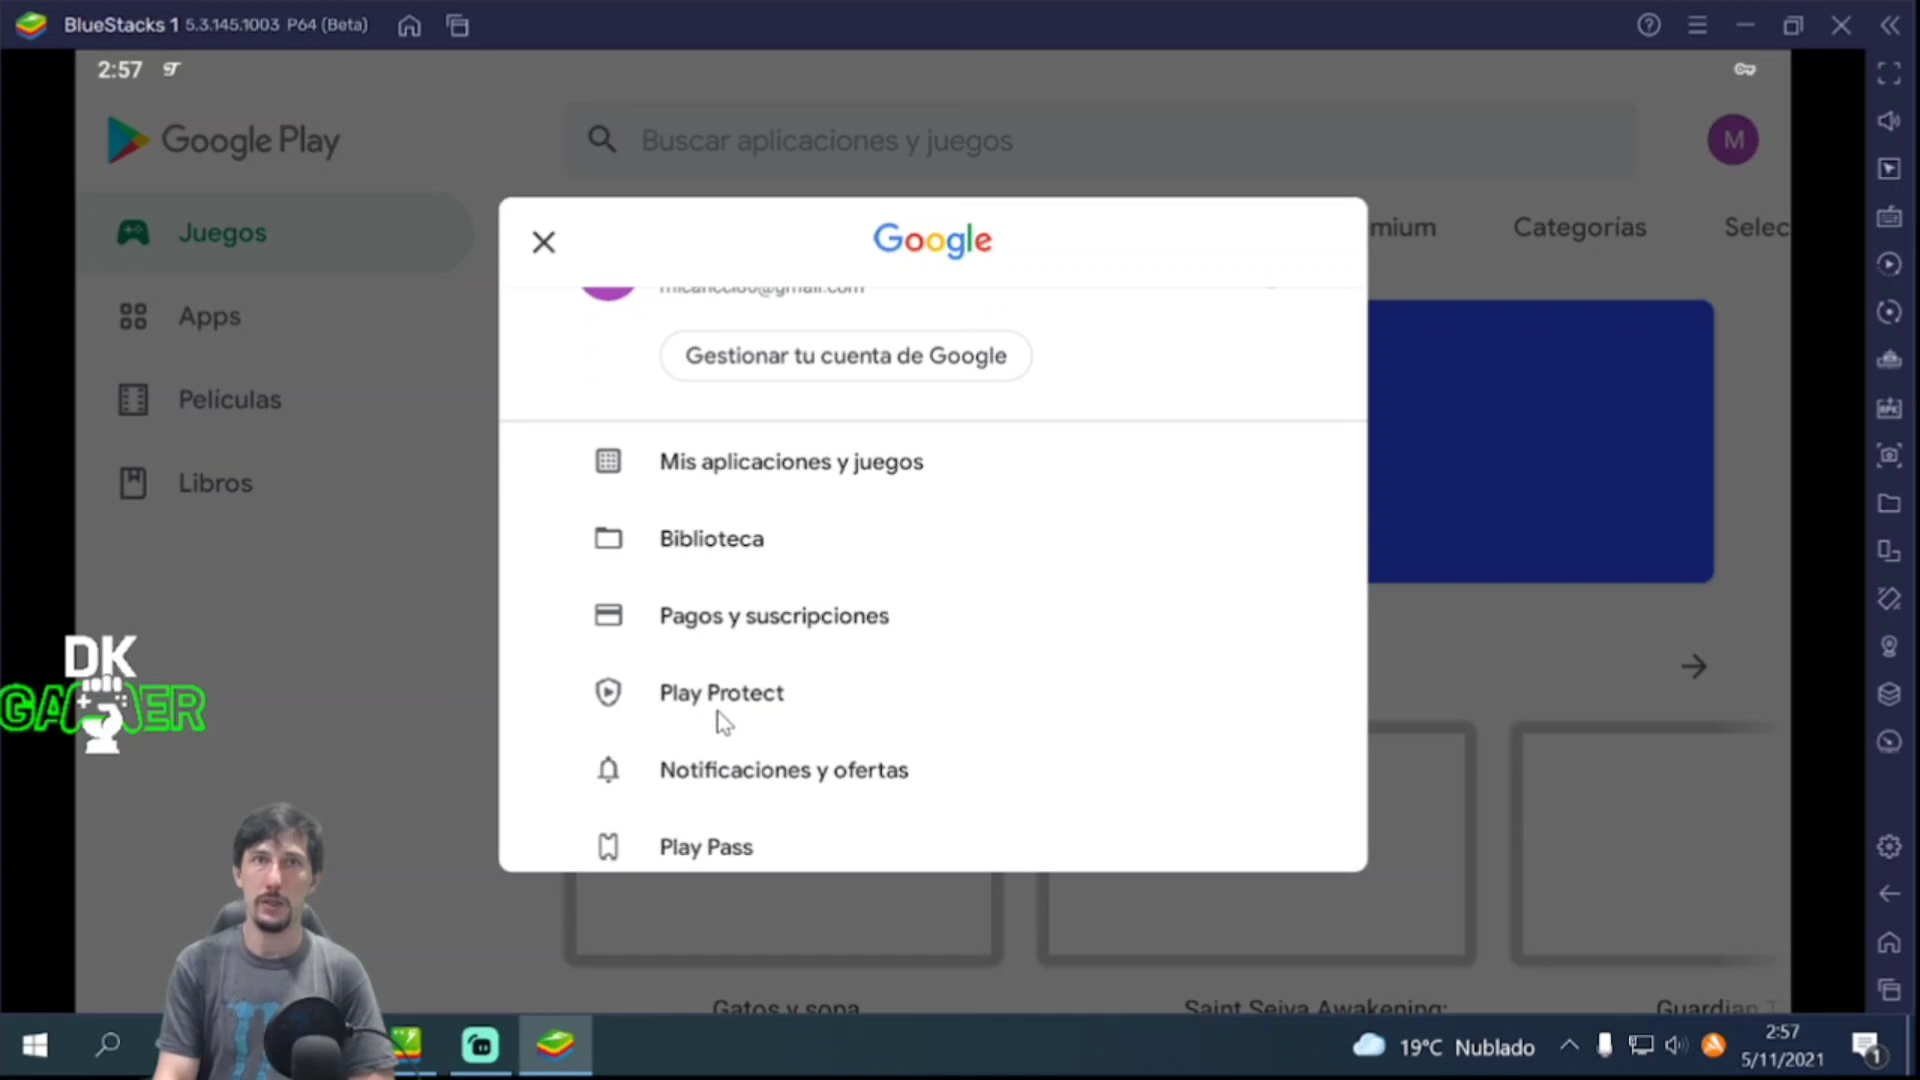 BlueStacks 1 5.3.145.1003 P64 (Beta)
2:57
Google Play
Buscar aplicaciones y juegos
M
Juegos
Apps
Películas
Libros
mium
Categorías
Selec
Google
Gestionar tu cuenta de Google
Mis aplicaciones y juegos
Biblioteca
Pagos y suscripciones
Play Protect
Notificaciones y ofertas
Play Pass
DK
GAMER
Gatos y sopa
Saint Seiya Awakening:
Guardian T
19°C Nublado
2:57
5/11/2021
1